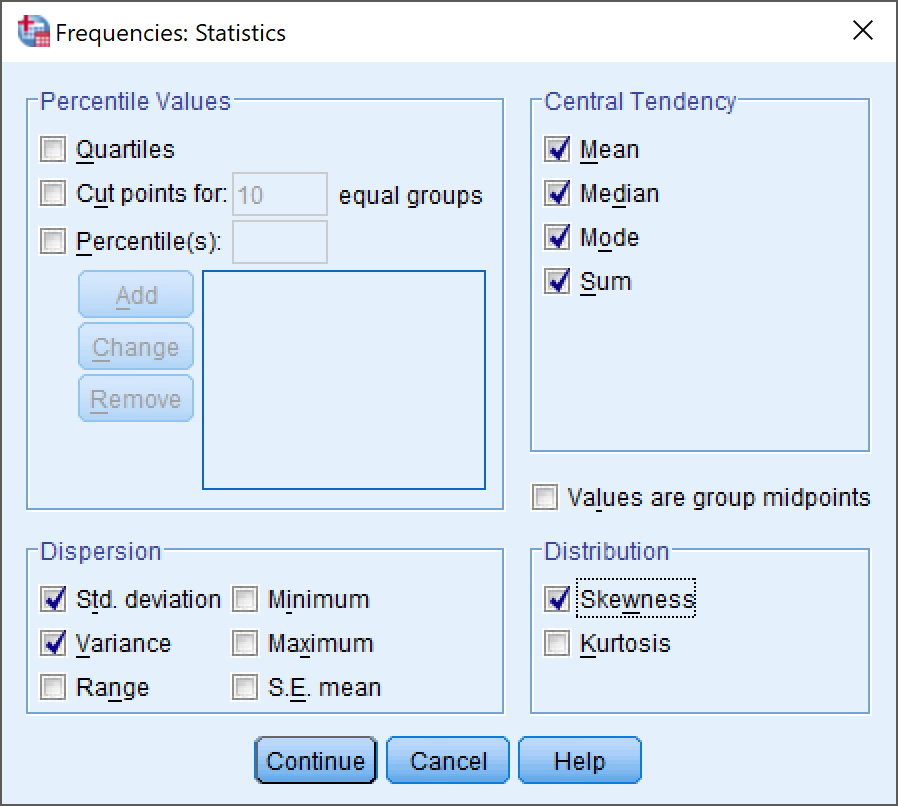 Frequencies: Statistics
Percentile Values
Quartiles
Cut points for: 10 equal groups
Percentile(s):
Add
Change
Remove
Central Tendency
Mean
Median
Mode
Sum
Values are group midpoints
Dispersion
Std. deviation Minimum
Variance Maximum
Range S.E. mean
Distribution
Skewness
Kurtosis
Continue Cancel Help